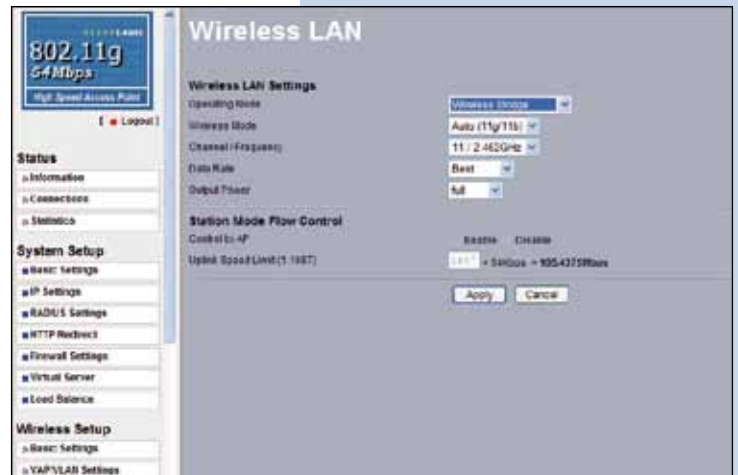 802.11g
54Mbps
High Speed Access Point
[ Logout ]
Status
Information
Connections
Statistics
System Setup
Basic Settings
IP Settings
RADIUS Settings
HTTP Redirect
Firewall Settings
Virtual Server
Load Balance
Wireless Setup
Basic Settings
VAP/VLAN Settings
Wireless LAN
Wireless LAN Settings
Operating Mode Wireless Bridge
Wireless Mode Auto (11g/11b)
Channel / Frequency 11 / 2.462GHz
Data Rate Best
Output Power full
Station Mode Flow Control
Control by AP Enable Disable
Uplink Speed Limit
Apply Cancel